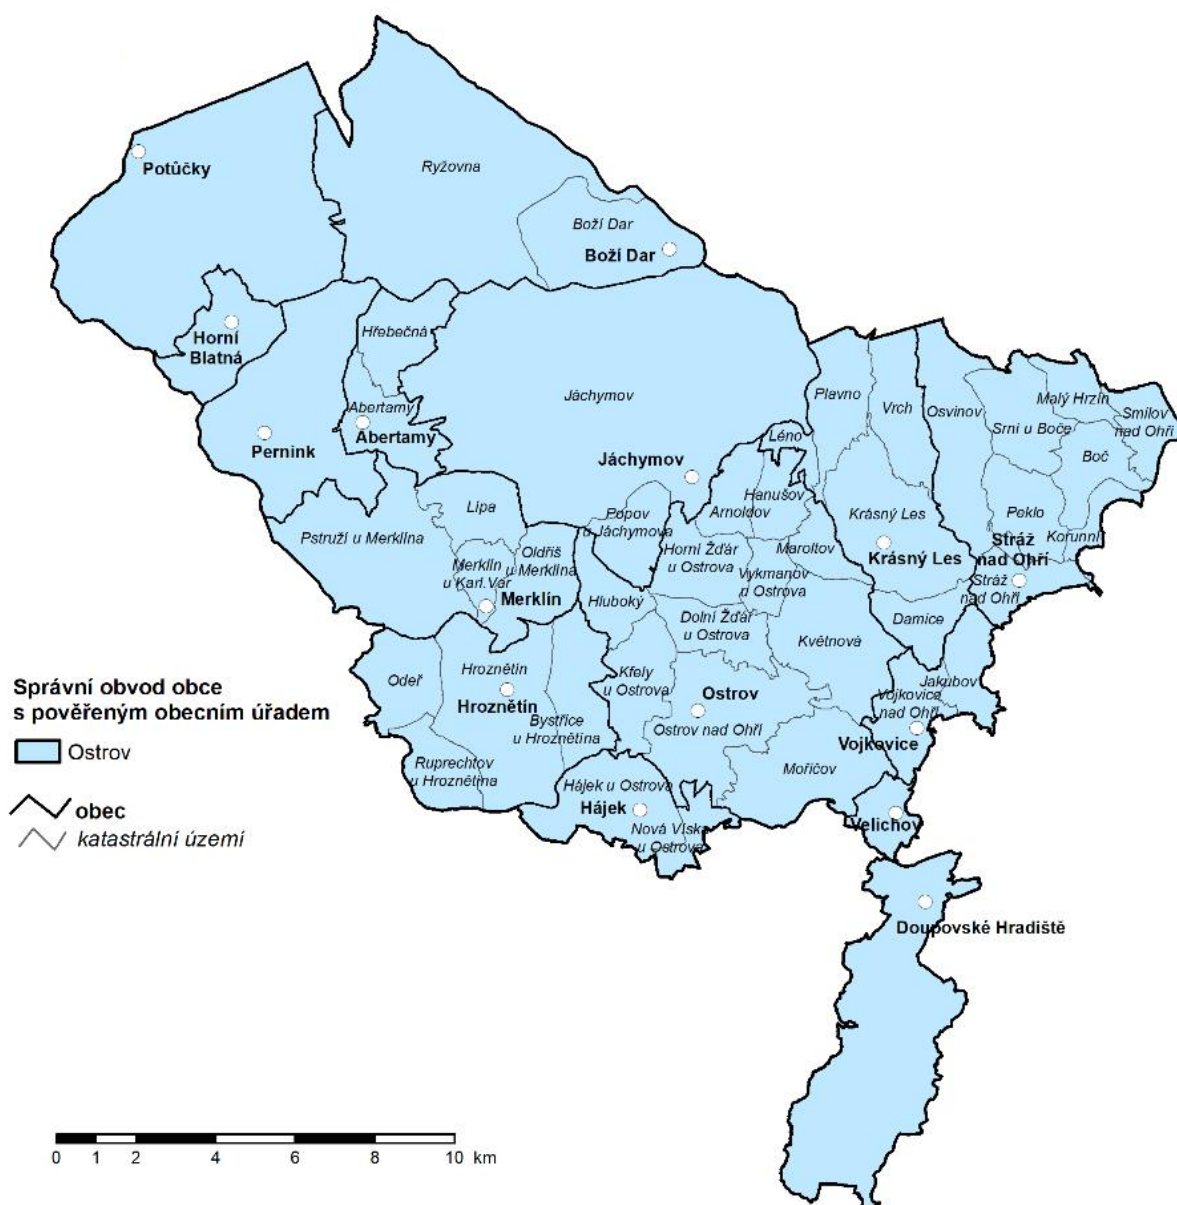 Potůčky
Ryžovna
Boží Dar
Boží Dar
Horní
Blatná
Hřebečná
Abertamy
Abertamy
Pernink
Jáchymov
Jáchymov
Plavno
Vrch
Osvinov
Malý Hrzín
Smilov
nad Ohří
Srní u Boče
Boč
Léno
Hanušov
Arnoldov
Popov
u Jáchymova
Lípa
Pstruží u Merklína
Oldřiš
u Merklína
Merklín
u Karl.Var
Merklín
Horní Žďár
u Ostrova
Maroltov
Vykmanov
u Ostrova
Krásný Les
Krásný Les
Peklo
Korunní
Stráž
nad Ohří
Stráž
nad Ohří
Hluboký
Dolní Žďár
u Ostrova
Květnová
Damice
Jakubov
Odeř
Hroznětín
Hroznětín
Bystřice
u Hroznětína
Kfely
u Ostrova
Ostrov
Ostrov nad Ohří
Vojkovice
nad Ohří
Vojkovice
Ruprechtov
u Hroznětína
Hájek u Ostrova
Hájek
Nová Víska
u Ostrova
Mořičov
Velichov
Doupovské Hradiště
Správní obvod obce
s pověřeným obecním úřadem
Ostrov
obec
katastrální území
0 1 2 4 6 8 10 km